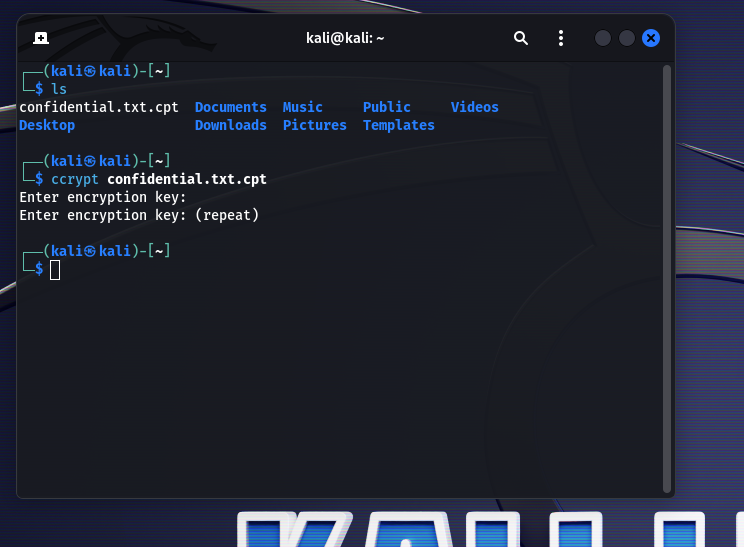 kali@kali: ~
┌──(kali㉿kali)-[~]
└─$ ls
confidential.txt.cpt  Documents  Music     Public     Videos
Desktop               Downloads  Pictures  Templates
┌──(kali㉿kali)-[~]
└─$ ccrypt confidential.txt.cpt
Enter encryption key:
Enter encryption key: (repeat)
┌──(kali㉿kali)-[~]
└─$